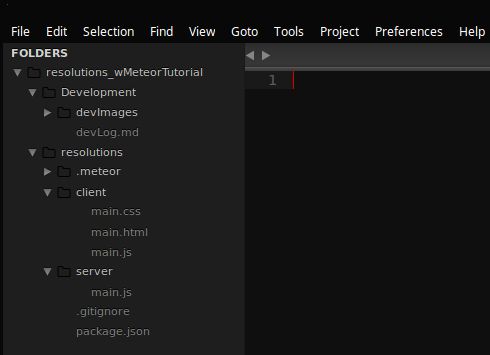 File Edit Selection Find View Goto Tools Project Preferences Help
FOLDERS
resolutions_wMeteorTutorial
1
Development
devImages
devLog.md
resolutions
.meteor
client
main.css
main.html
main.js
server
main.js
.gitignore
package.json